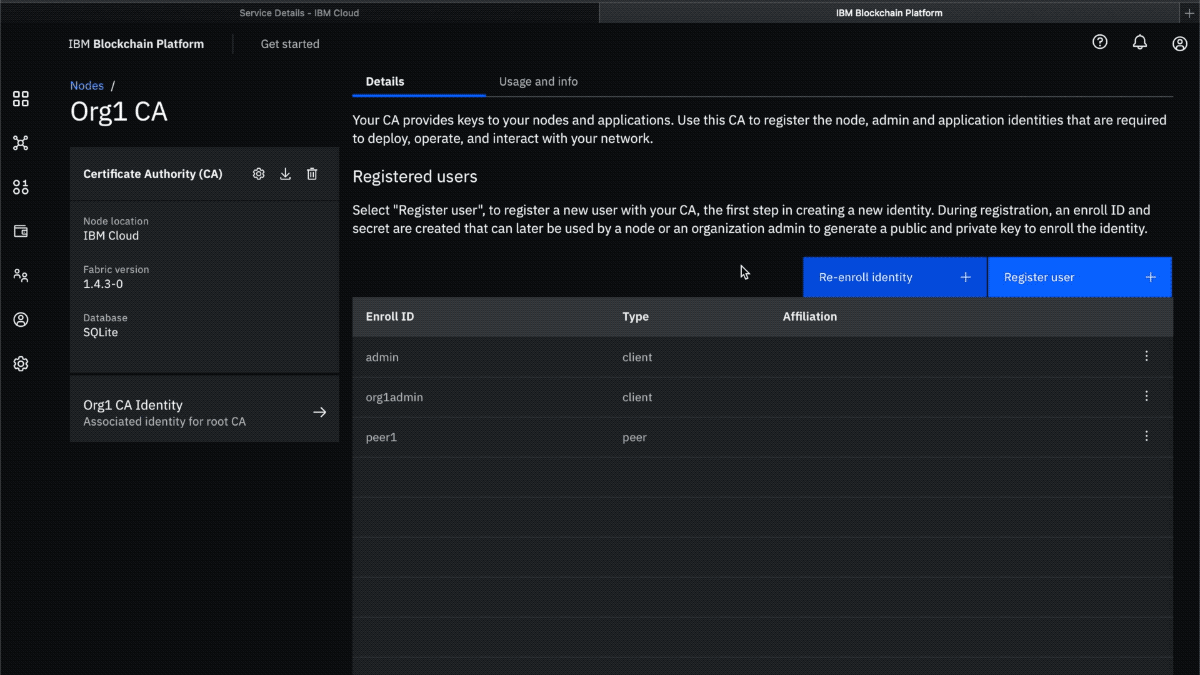 Service Details - IBM Cloud
IBM Blockchain Platform
IBM Blockchain Platform
Get started
Nodes /
Org1 CA
Certificate Authority (CA)
Node location
IBM Cloud
Fabric version
1.4.3-0
Database
SQLite
Org1 CA Identity
Associated identity for root CA
Details
Usage and info
Your CA provides keys to your nodes and applications. Use this CA to register the node, admin and application identities that are required
to deploy, operate, and interact with your network.
Registered users
Select "Register user", to register a new user with your CA, the first step in creating a new identity. During registration, an enroll ID and
secret are created that can later be used by a node or an organization admin to generate a public and private key to enroll the identity.
Re-enroll identity +
Register user +
Enroll ID Type Affiliation
admin client
org1admin client
peer1 peer